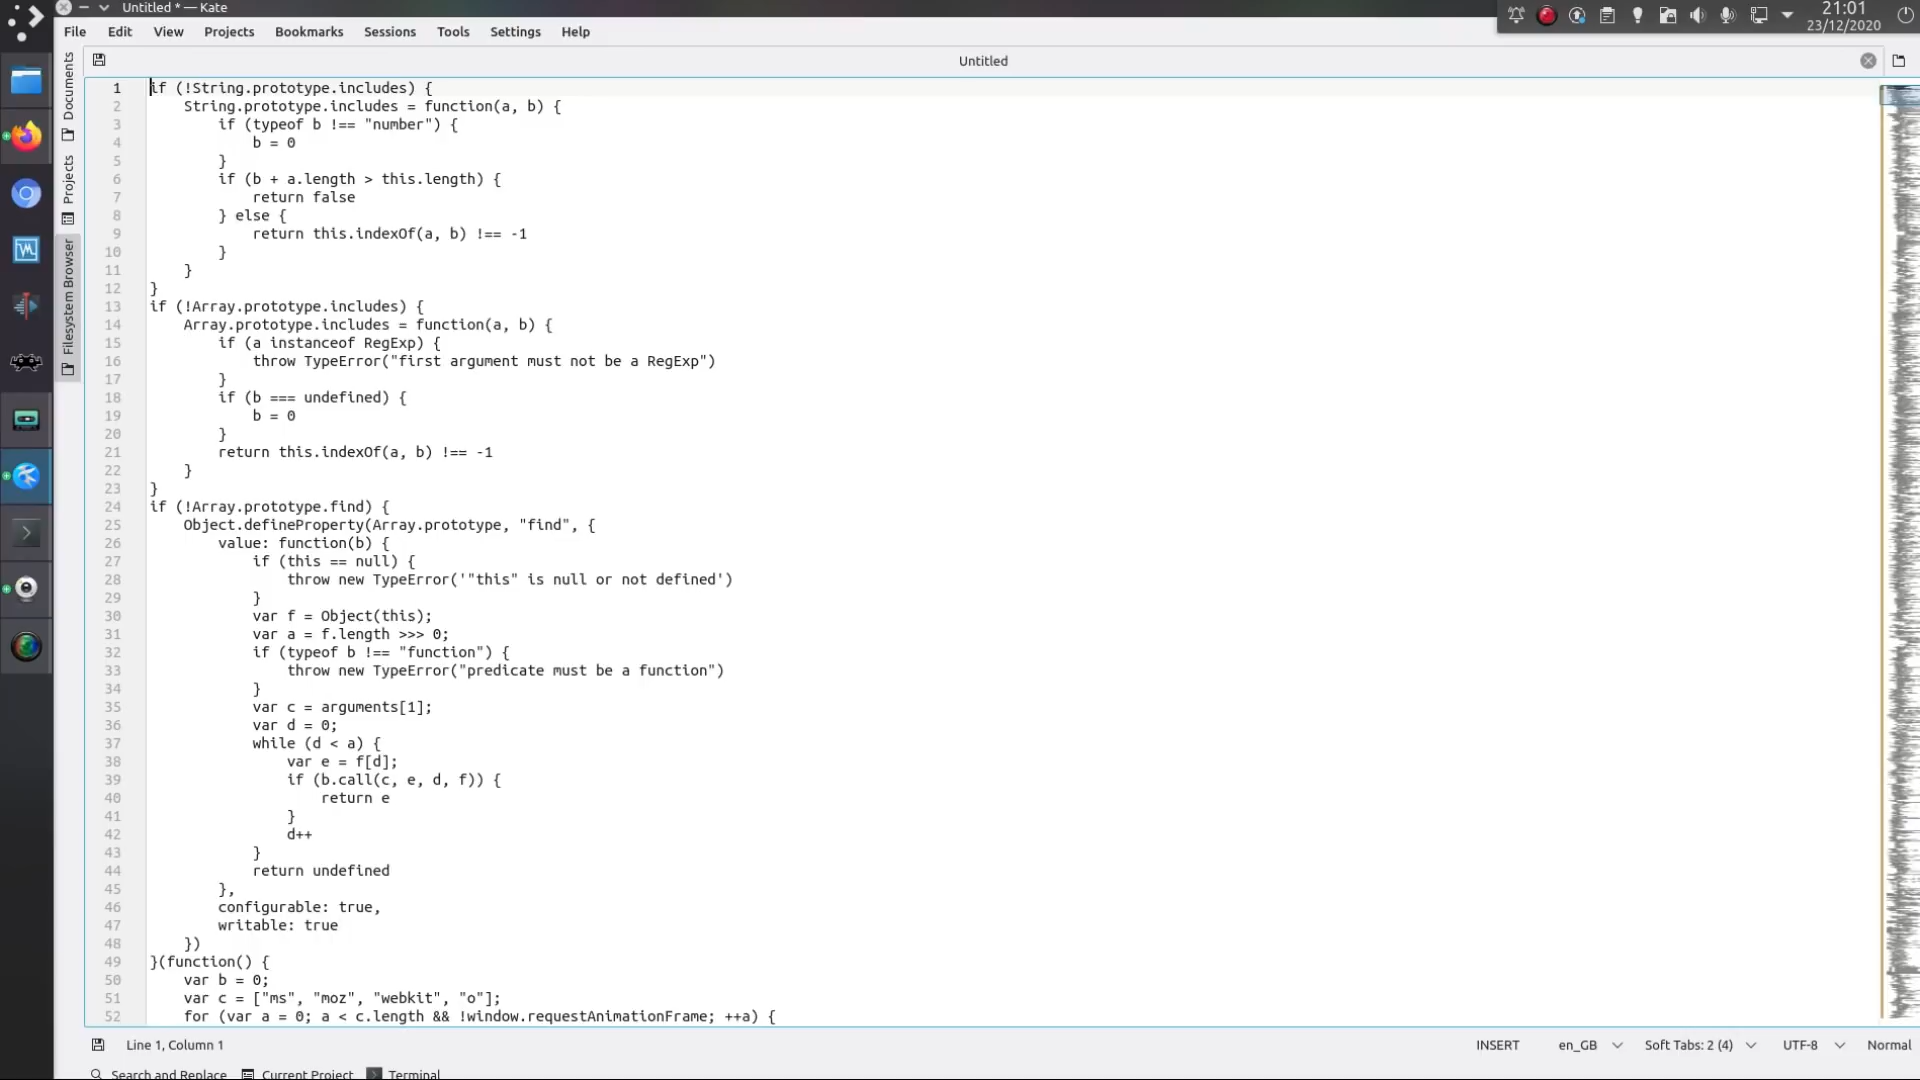 Untitled * — Kate
21:01
23/12/2020
File Edit View Projects Bookmarks Sessions Tools Settings Help
Untitled
Documents
Projects
Filesystem Browser
1 if (!String.prototype.includes) {
2 String.prototype.includes = function(a, b) {
3 if (typeof b !== "number") {
4 b = 0
5 }
6 if (b + a.length > this.length) {
7 return false
8 } else {
9 return this.indexOf(a, b) !== -1
10 }
11 }
12 }
13 if (!Array.prototype.includes) {
14 Array.prototype.includes = function(a, b) {
15 if (a instanceof RegExp) {
16 throw TypeError("first argument must not be a RegExp")
17 }
18 if (b === undefined) {
19 b = 0
20 }
21 return this.indexOf(a, b) !== -1
22 }
23 }
24 if (!Array.prototype.find) {
25 Object.defineProperty(Array.prototype, "find", {
26 value: function(b) {
27 if (this == null) {
28 throw new TypeError('"this" is null or not defined')
29 }
30 var f = Object(this);
31 var a = f.length >>> 0;
32 if (typeof b !== "function") {
33 throw new TypeError("predicate must be a function")
34 }
35 var c = arguments[1];
36 var d = 0;
37 while (d < a) {
38 var e = f[d];
39 if (b.call(c, e, d, f)) {
40 return e
41 }
42 d++
43 }
44 return undefined
45 },
46 configurable: true,
47 writable: true
48 })
49 }(function() {
50 var b = 0;
51 var c = ["ms", "moz", "webkit", "o"];
52 for (var a = 0; a < c.length && !window.requestAnimationFrame; ++a) {
Line 1, Column 1 INSERT en_GB Soft Tabs: 2 (4) UTF-8 Normal
Search and Replace Current Project Terminal